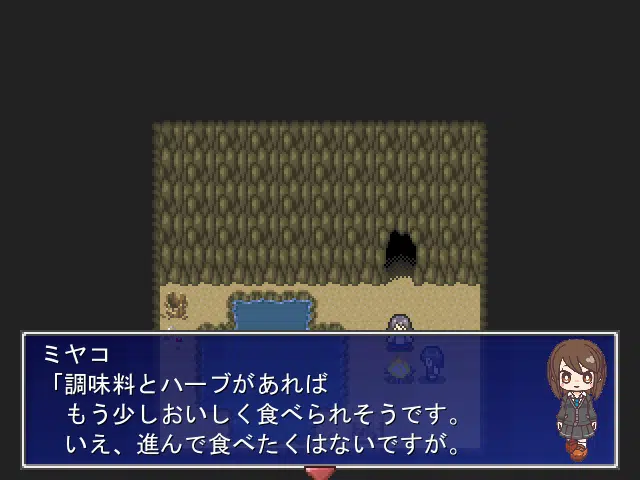 ミヤコ
「調味料とハーブがあれば
もう少しおいしく食べられそうです。
いえ、進んで食べたくはないですが。